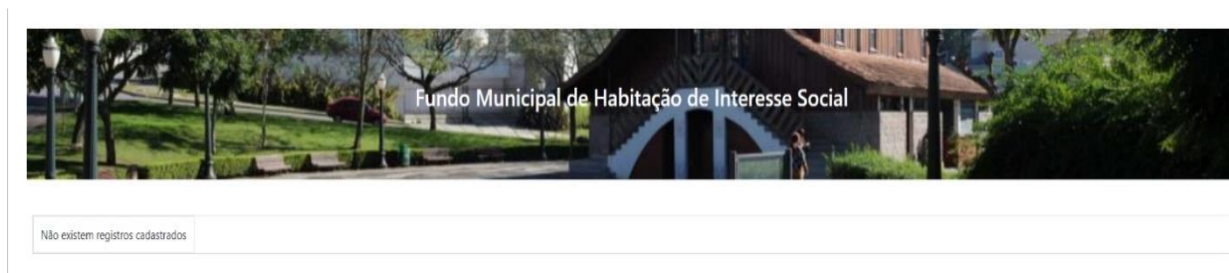 Fundo Municipal de Habitação de Interesse Social
Não existem registros cadastrados